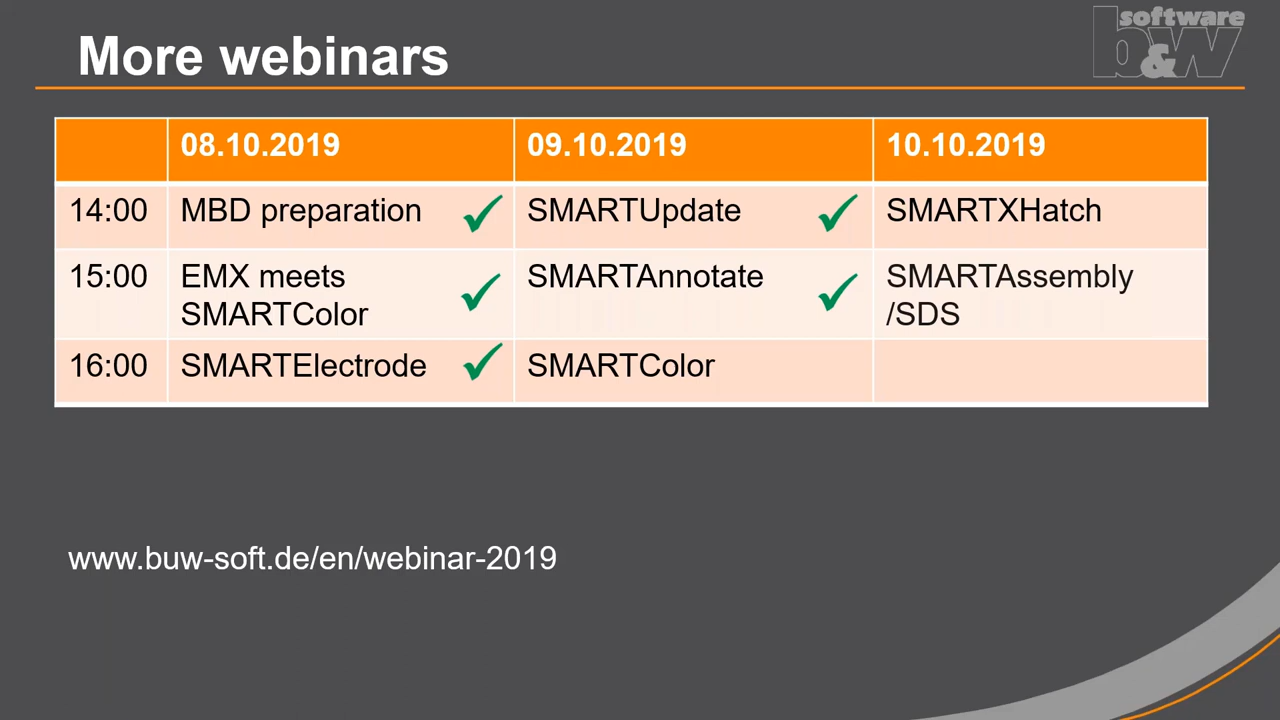 More webinars
software
b&w
08.10.2019 09.10.2019 10.10.2019
14:00 MBD preparation SMARTUpdate SMARTXHatch
15:00 EMX meets SMARTAnnotate SMARTAssembly
SMARTColor /SDS
16:00 SMARTElectrode SMARTColor
www.buw-soft.de/en/webinar-2019